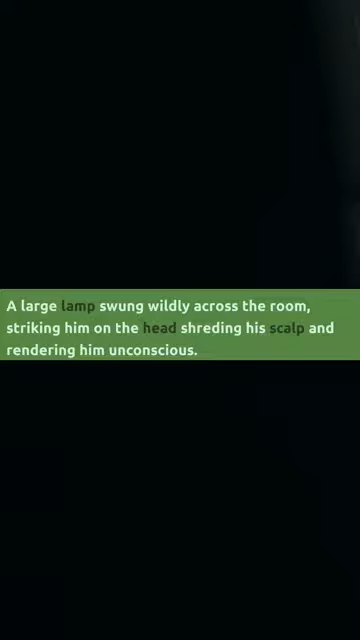 A large lamp swung wildly across the room,
striking him on the head shreding his scalp and
rendering him unconscious.